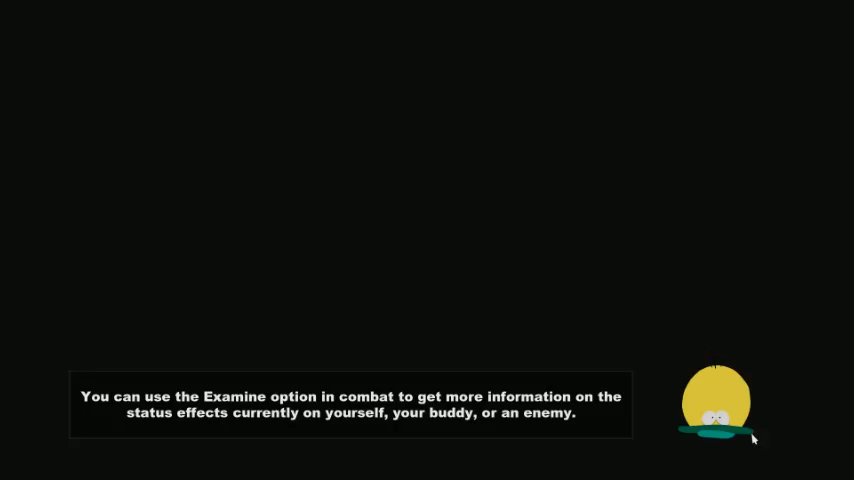 You can use the Examine option in combat to get more information on the
status effects currently on yourself, your buddy, or an enemy.